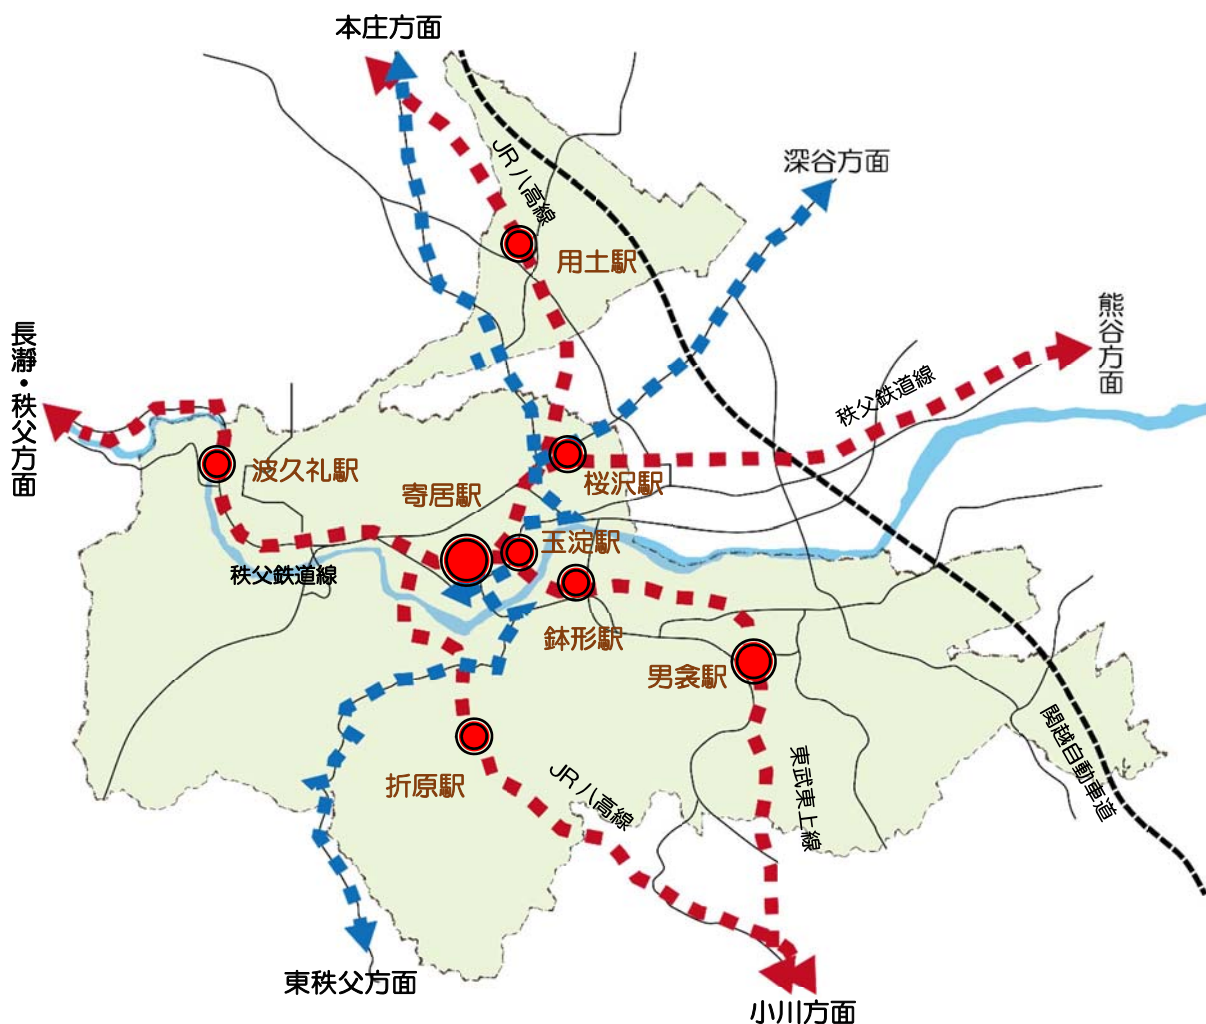 本庄方面
深谷方面
JR八高線
用土駅
熊谷方面
長瀞・秩父方面
秩父鉄道線
波久礼駅
寄居駅
桜沢駅
玉淀駅
秩父鉄道線
鉢形駅
男衾駅
関越自動車道
東武東上線
折原駅
JR八高線
東秩父方面
小川方面